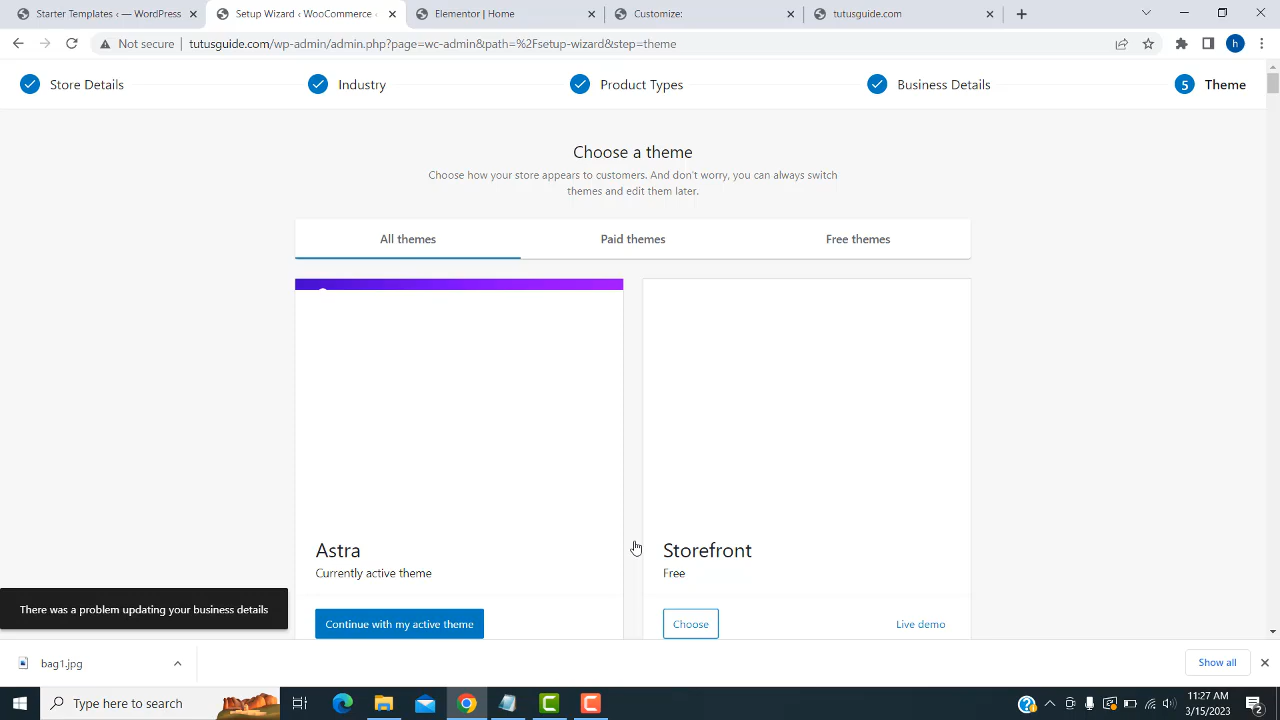 Starter Templates ‹ — WordPress
Setup Wizard ‹ WooCommerce ‹
Elementor | Home
Customize:
tutusguide.com
Not secure
tutusguide.com/wp-admin/admin.php?page=wc-admin&path=%2Fsetup-wizard&step=theme
h
Store Details
Industry
Product Types
Business Details
5
Theme
Choose a theme
Choose how your store appears to customers. And don't worry, you can always switch
themes and edit them later.
All themes
Paid themes
Free themes
Astra
Currently active theme
Continue with my active theme
Storefront
Free
Choose
Live demo
There was a problem updating your business details
bag1.jpg
Show all
Type here to search
11:27 AM
3/15/2023
2